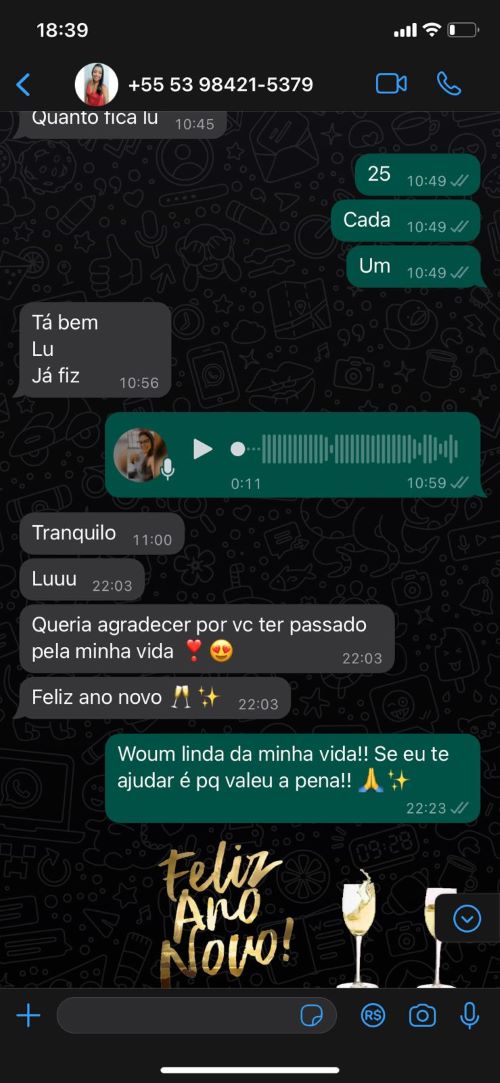 18:39
+55 53 98421-5379
Quanto fica lu 10:45
25 10:49
Cada 10:49
Um 10:49
Tá bem
Lu
Já fiz 10:56
0:11 10:59
Tranquilo 11:00
Luuu 22:03
Queria agradecer por vc ter passado
pela minha vida ❣️😍 22:03
Feliz ano novo 🥂✨ 22:03
Woum linda da minha vida!! Se eu te
ajudar é pq valeu a pena!! 🙏✨
22:23
Feliz
Ano
Novo!
R$